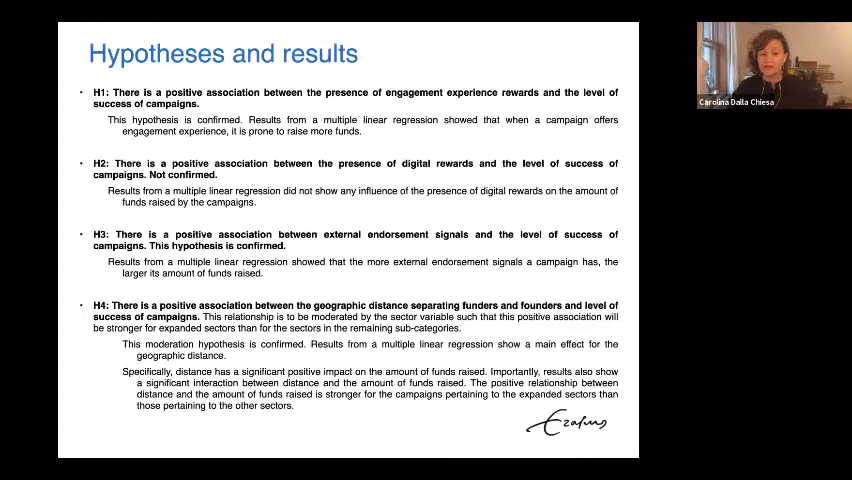 Hypotheses and results
• H1: There is a positive association between the presence of engagement experience rewards and the level of
success of campaigns.
This hypothesis is confirmed. Results from a multiple linear regression showed that when a campaign offers
engagement experience, it is prone to raise more funds.
• H2: There is a positive association between the presence of digital rewards and the level of success of
campaigns. Not confirmed.
Results from a multiple linear regression did not show any influence of the presence of digital rewards on the amount of
funds raised by the campaigns.
• H3: There is a positive association between external endorsement signals and the level of success of
campaigns. This hypothesis is confirmed.
Results from a multiple linear regression showed that the more external endorsement signals a campaign has, the
larger its amount of funds raised.
• H4: There is a positive association between the geographic distance separating funders and founders and level of
success of campaigns. This relationship is to be moderated by the sector variable such that this positive association will
be stronger for expanded sectors than for the sectors in the remaining sub-categories.
This moderation hypothesis is confirmed. Results from a multiple linear regression show a main effect for the
geographic distance.
Specifically, distance has a significant positive impact on the amount of funds raised. Importantly, results also show
a significant interaction between distance and the amount of funds raised. The positive relationship between
distance and the amount of funds raised is stronger for the campaigns pertaining to the expanded sectors than
those pertaining to the other sectors.
Erasmus
Carolina Dalla Chiesa